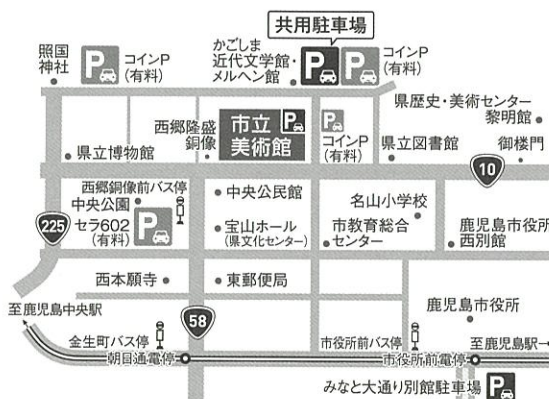 共用駐車場
照国
神社
P
コインP
(有料)
かごしま
近代文学館・
メルヘン館
P
P
コインP
(有料)
県歴史・美術センター
黎明館
西郷隆盛
銅像
市立
美術館
P
P
コインP
(有料)
県立図書館
御楼門
県立博物館
10
西郷銅像前バス停
中央公園
セラ602
(有料)
P
225
中央公民館
宝山ホール
(県文化センター)
名山小学校
市教育総合
センター
鹿児島市役所
西別館
西本願寺
東郵便局
至鹿児島中央駅
58
鹿児島市役所
金生町バス停
朝日通電停
市役所前バス停
市役所前電停
至鹿児島駅→
みなと大通り別館駐車場
P